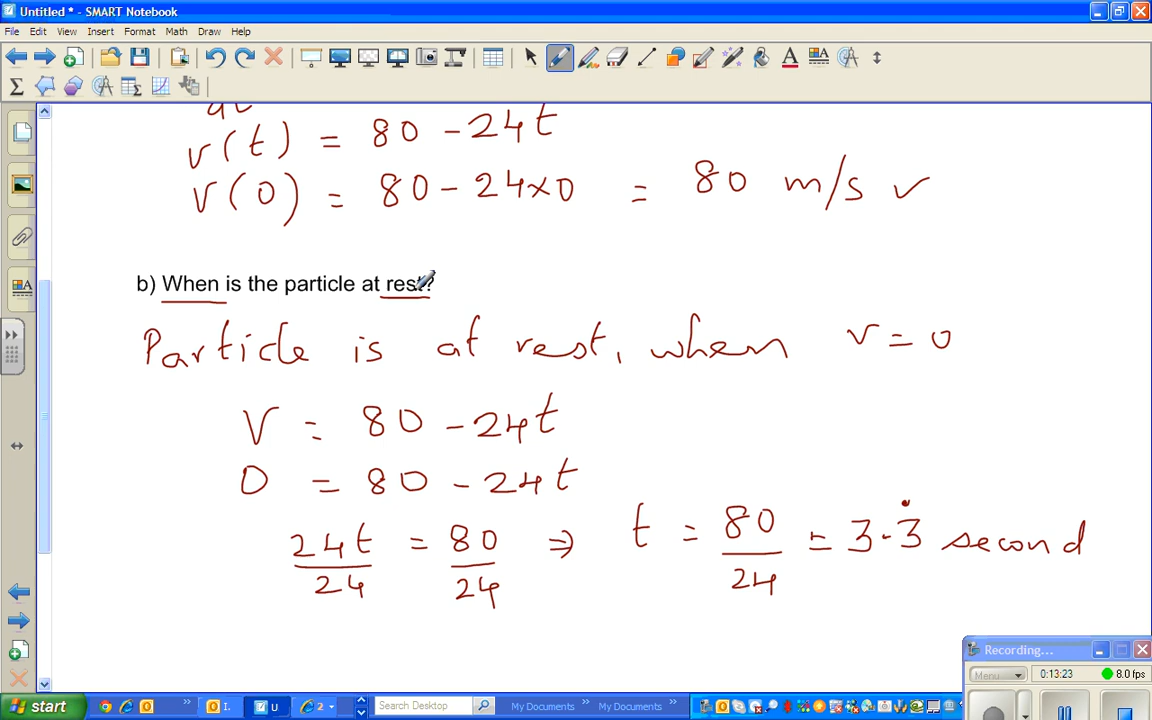 Untitled * - SMART Notebook
File Edit View Insert Format Math Draw Help
v(t) = 80 - 24t
v(0) = 80 - 24×0 = 80 m/s
b) When is the particle at rest?
Particle is at rest, when v = 0
V = 80 - 24t
0 = 80 - 24t
24t/24 = 80/24 ⇒ t = 80/24 = 3.3̇ second
Recording...
Menu 0:13:23 8.0 fps
start I. U 2 Search Desktop My Documents My Documents